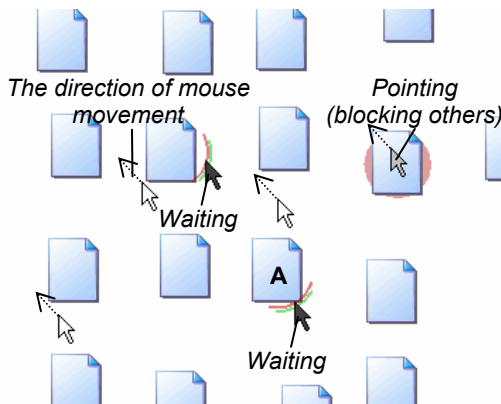 The direction of mouse
movement
Pointing
(blocking others)
Waiting
A
Waiting